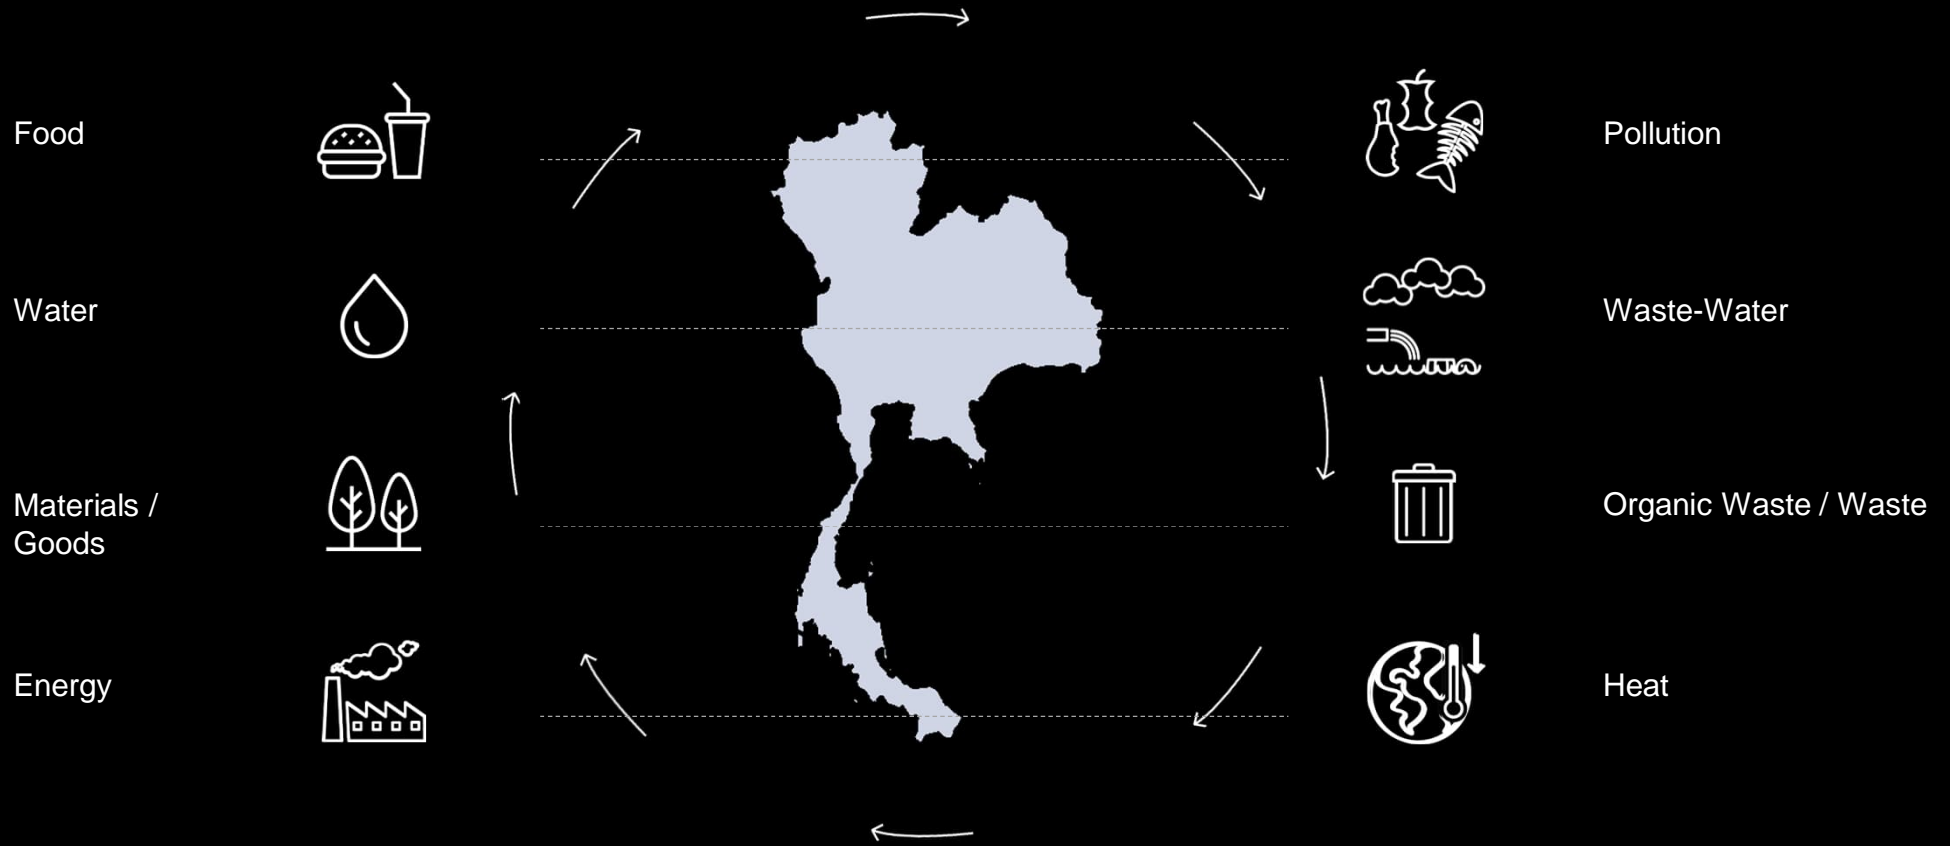 Food
Pollution
Water
Waste-Water
Materials /
Goods
Organic Waste / Waste
Energy
Heat